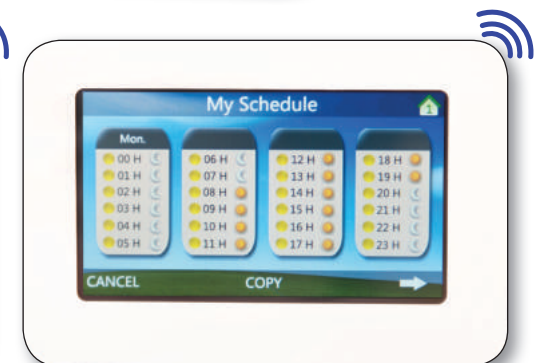 My Schedule
1
Mon.
00 H
01 H
02 H
03 H
04 H
05 H
06 H
07 H
08 H
09 H
10 H
11 H
12 H
13 H
14 H
15 H
16 H
17 H
18 H
19 H
20 H
21 H
22 H
23 H
CANCEL COPY